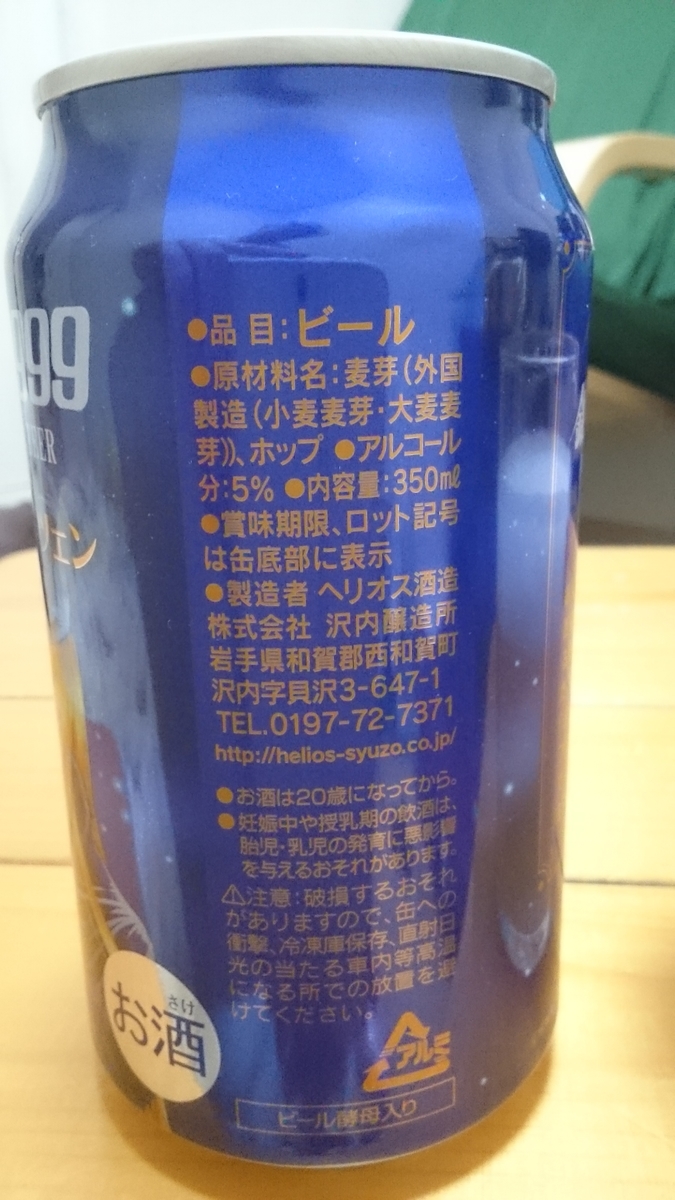 999
ツェン
●品目:ビール
●原材料名:麦芽(外国
製造(小麦麦芽・大麦麦
芽))、ホップ ●アルコール
分:5% ●内容量:350mℓ
●賞味期限、ロット記号
は缶底部に表示
●製造者 ヘリオス酒造
株式会社 沢内醸造所
岩手県和賀郡西和賀町
沢内字貝沢3-647-1
TEL.0197-72-7371
http://helios-syuzo.co.jp/
●お酒は20歳になってから。
●妊娠中や授乳期の飲酒は、
胎児・乳児の発育に悪影響
を与えるおそれがあります。
⚠注意:破損するおそれ
がありますので、缶への
衝撃、冷凍庫保存、直射日
光の当たる車内等高温
になる所での放置を避
けてください。
お酒
さけ
アルミ
ビール酵母入り